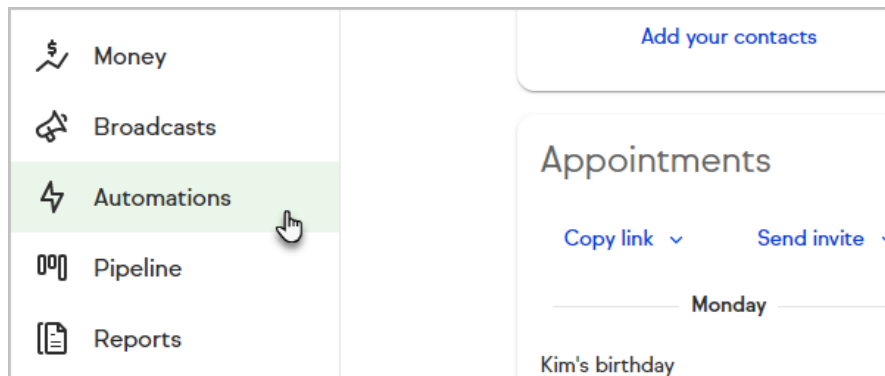 Money
Broadcasts
Automations
Pipeline
Reports
Add your contacts
Appointments
Copy link
Send invite
Monday
Kim's birthday